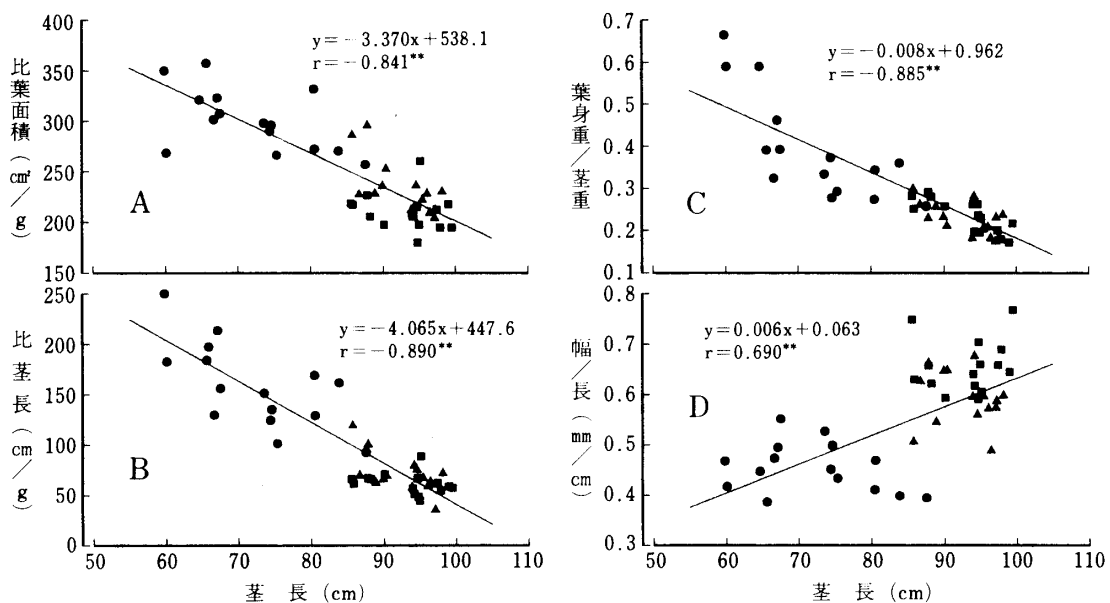 400
350
300
250
200
150
比葉面積(cm²/g)
y=-3.370x+538.1
r=-0.841**
A
0.7
0.6
0.5
0.4
0.3
0.2
0.1
葉身重/茎重
y=-0.008x+0.962
r=-0.885**
C
250
200
150
100
50
0
比茎長(cm/g)
y=-4.065x+447.6
r=-0.890**
B
50 60 70 80 90 100 110
茎 長 (cm)
0.8
0.7
0.6
0.5
0.4
0.3
幅/長(mm/cm)
y=0.006x+0.063
r=0.690**
D
50 60 70 80 90 100 110
茎 長 (cm)